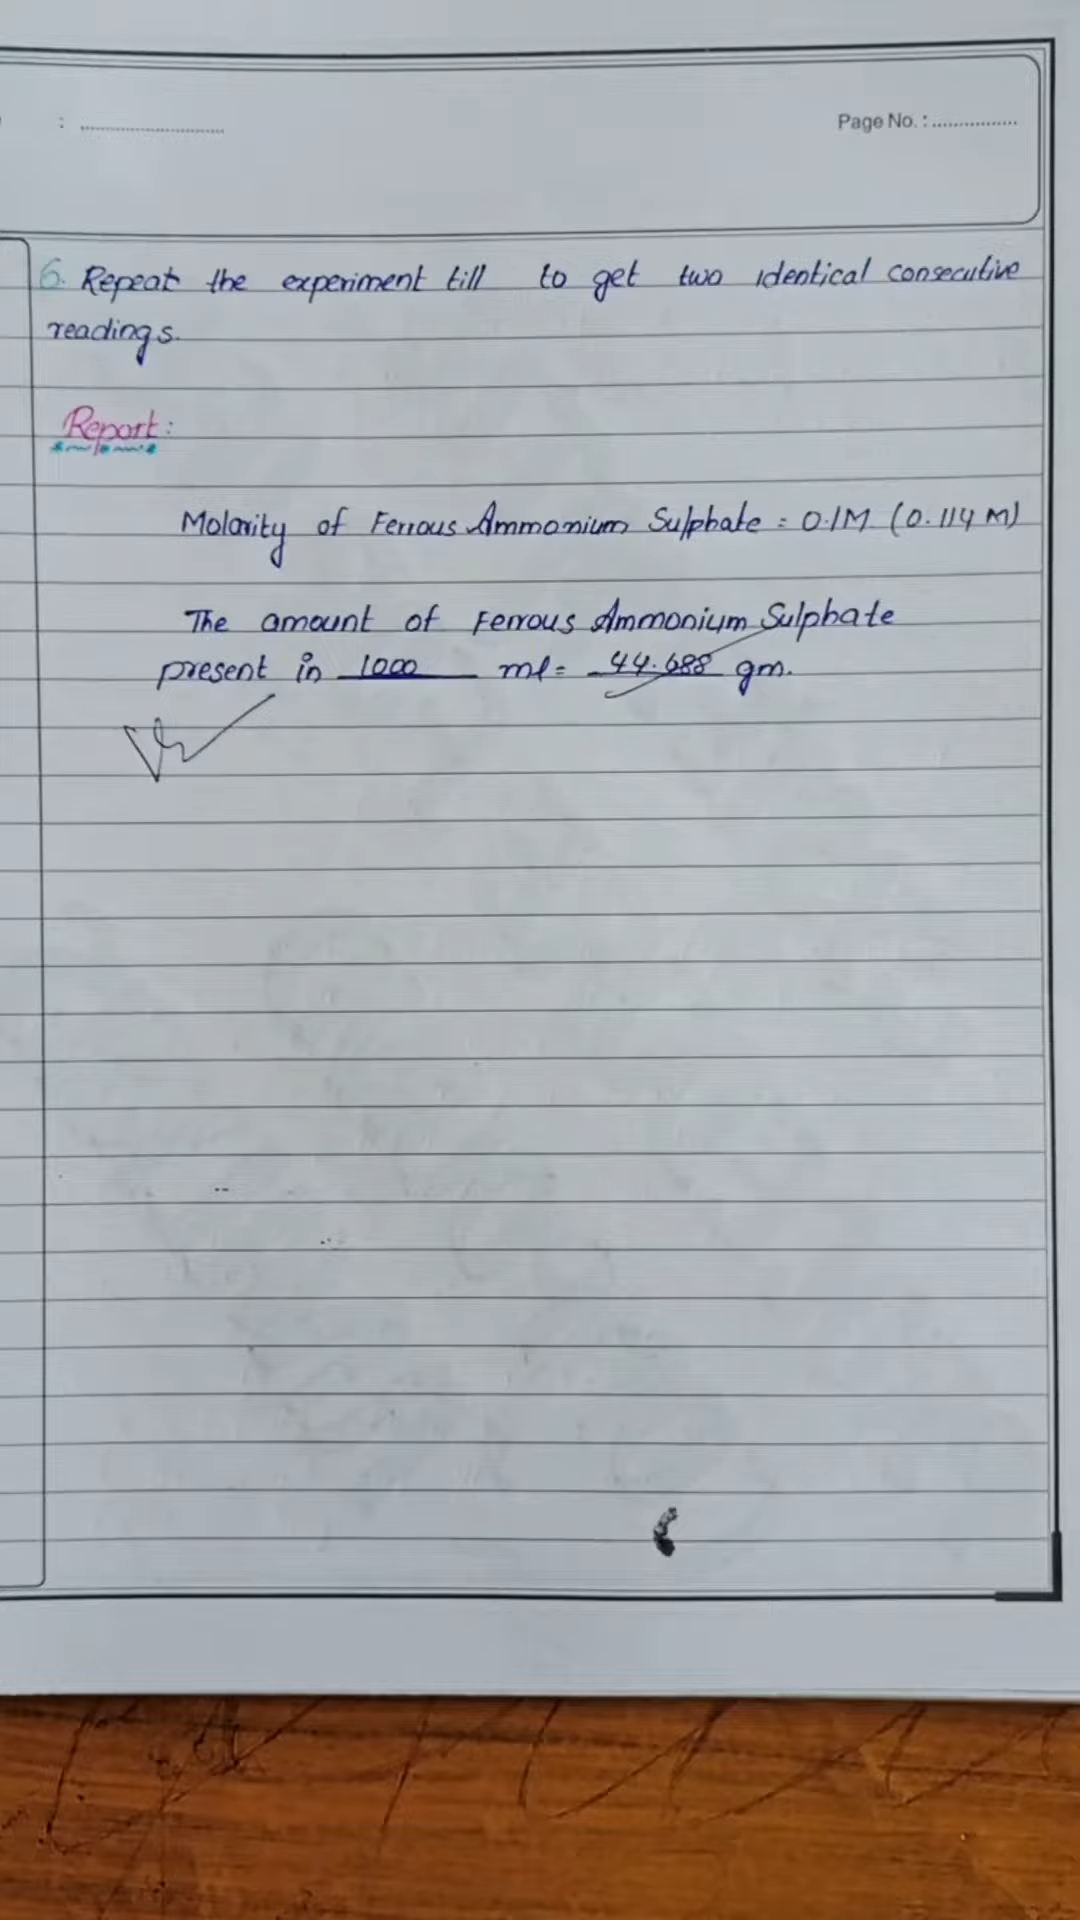 : ............................
Page No. : ................
6. Repeat the experiment till to get two identical consecutive
readings.
Report:
Molarity of Ferrous Ammonium Sulphate = 0.1M (0.114 M)
The amount of Ferrous Ammonium Sulphate
present in 1000 ml = 44.688 gm.